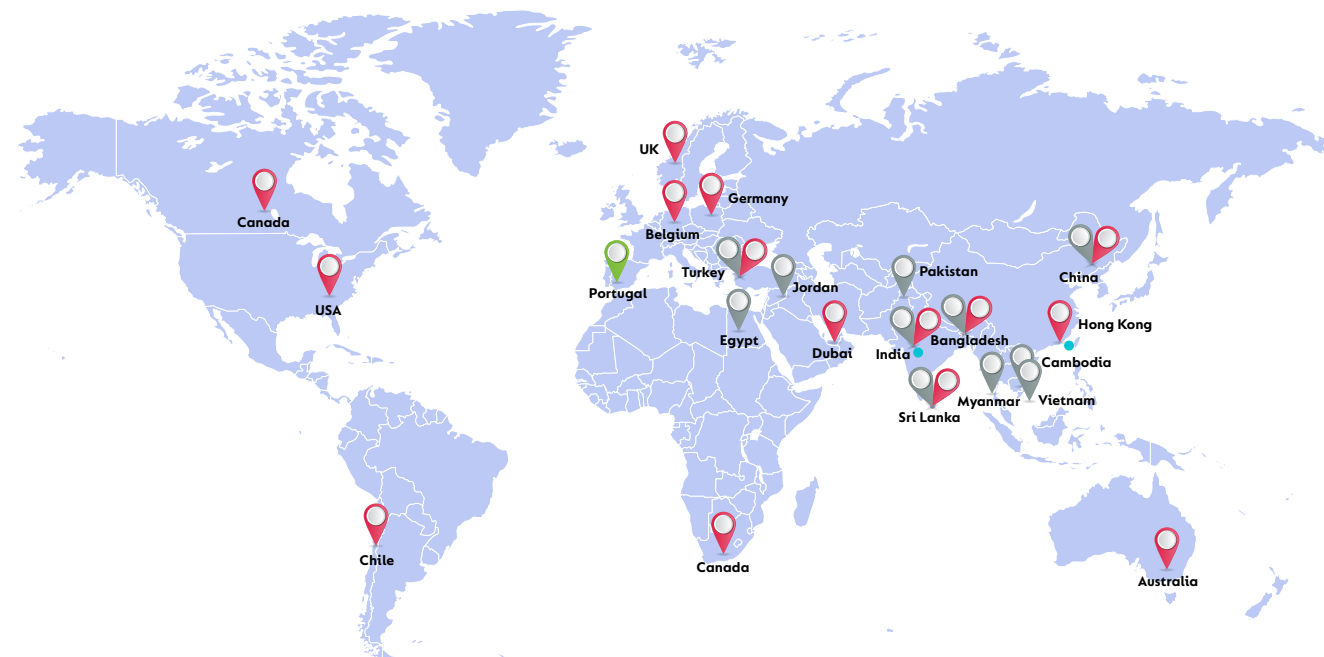 UK
Canada
Germany
Belgium
Turkey
Pakistan
China
Jordan
Portugal
USA
Egypt
Dubai
India
Bangladesh
Hong Kong
Cambodia
Myanmar
Vietnam
Sri Lanka
Chile
Canada
Australia